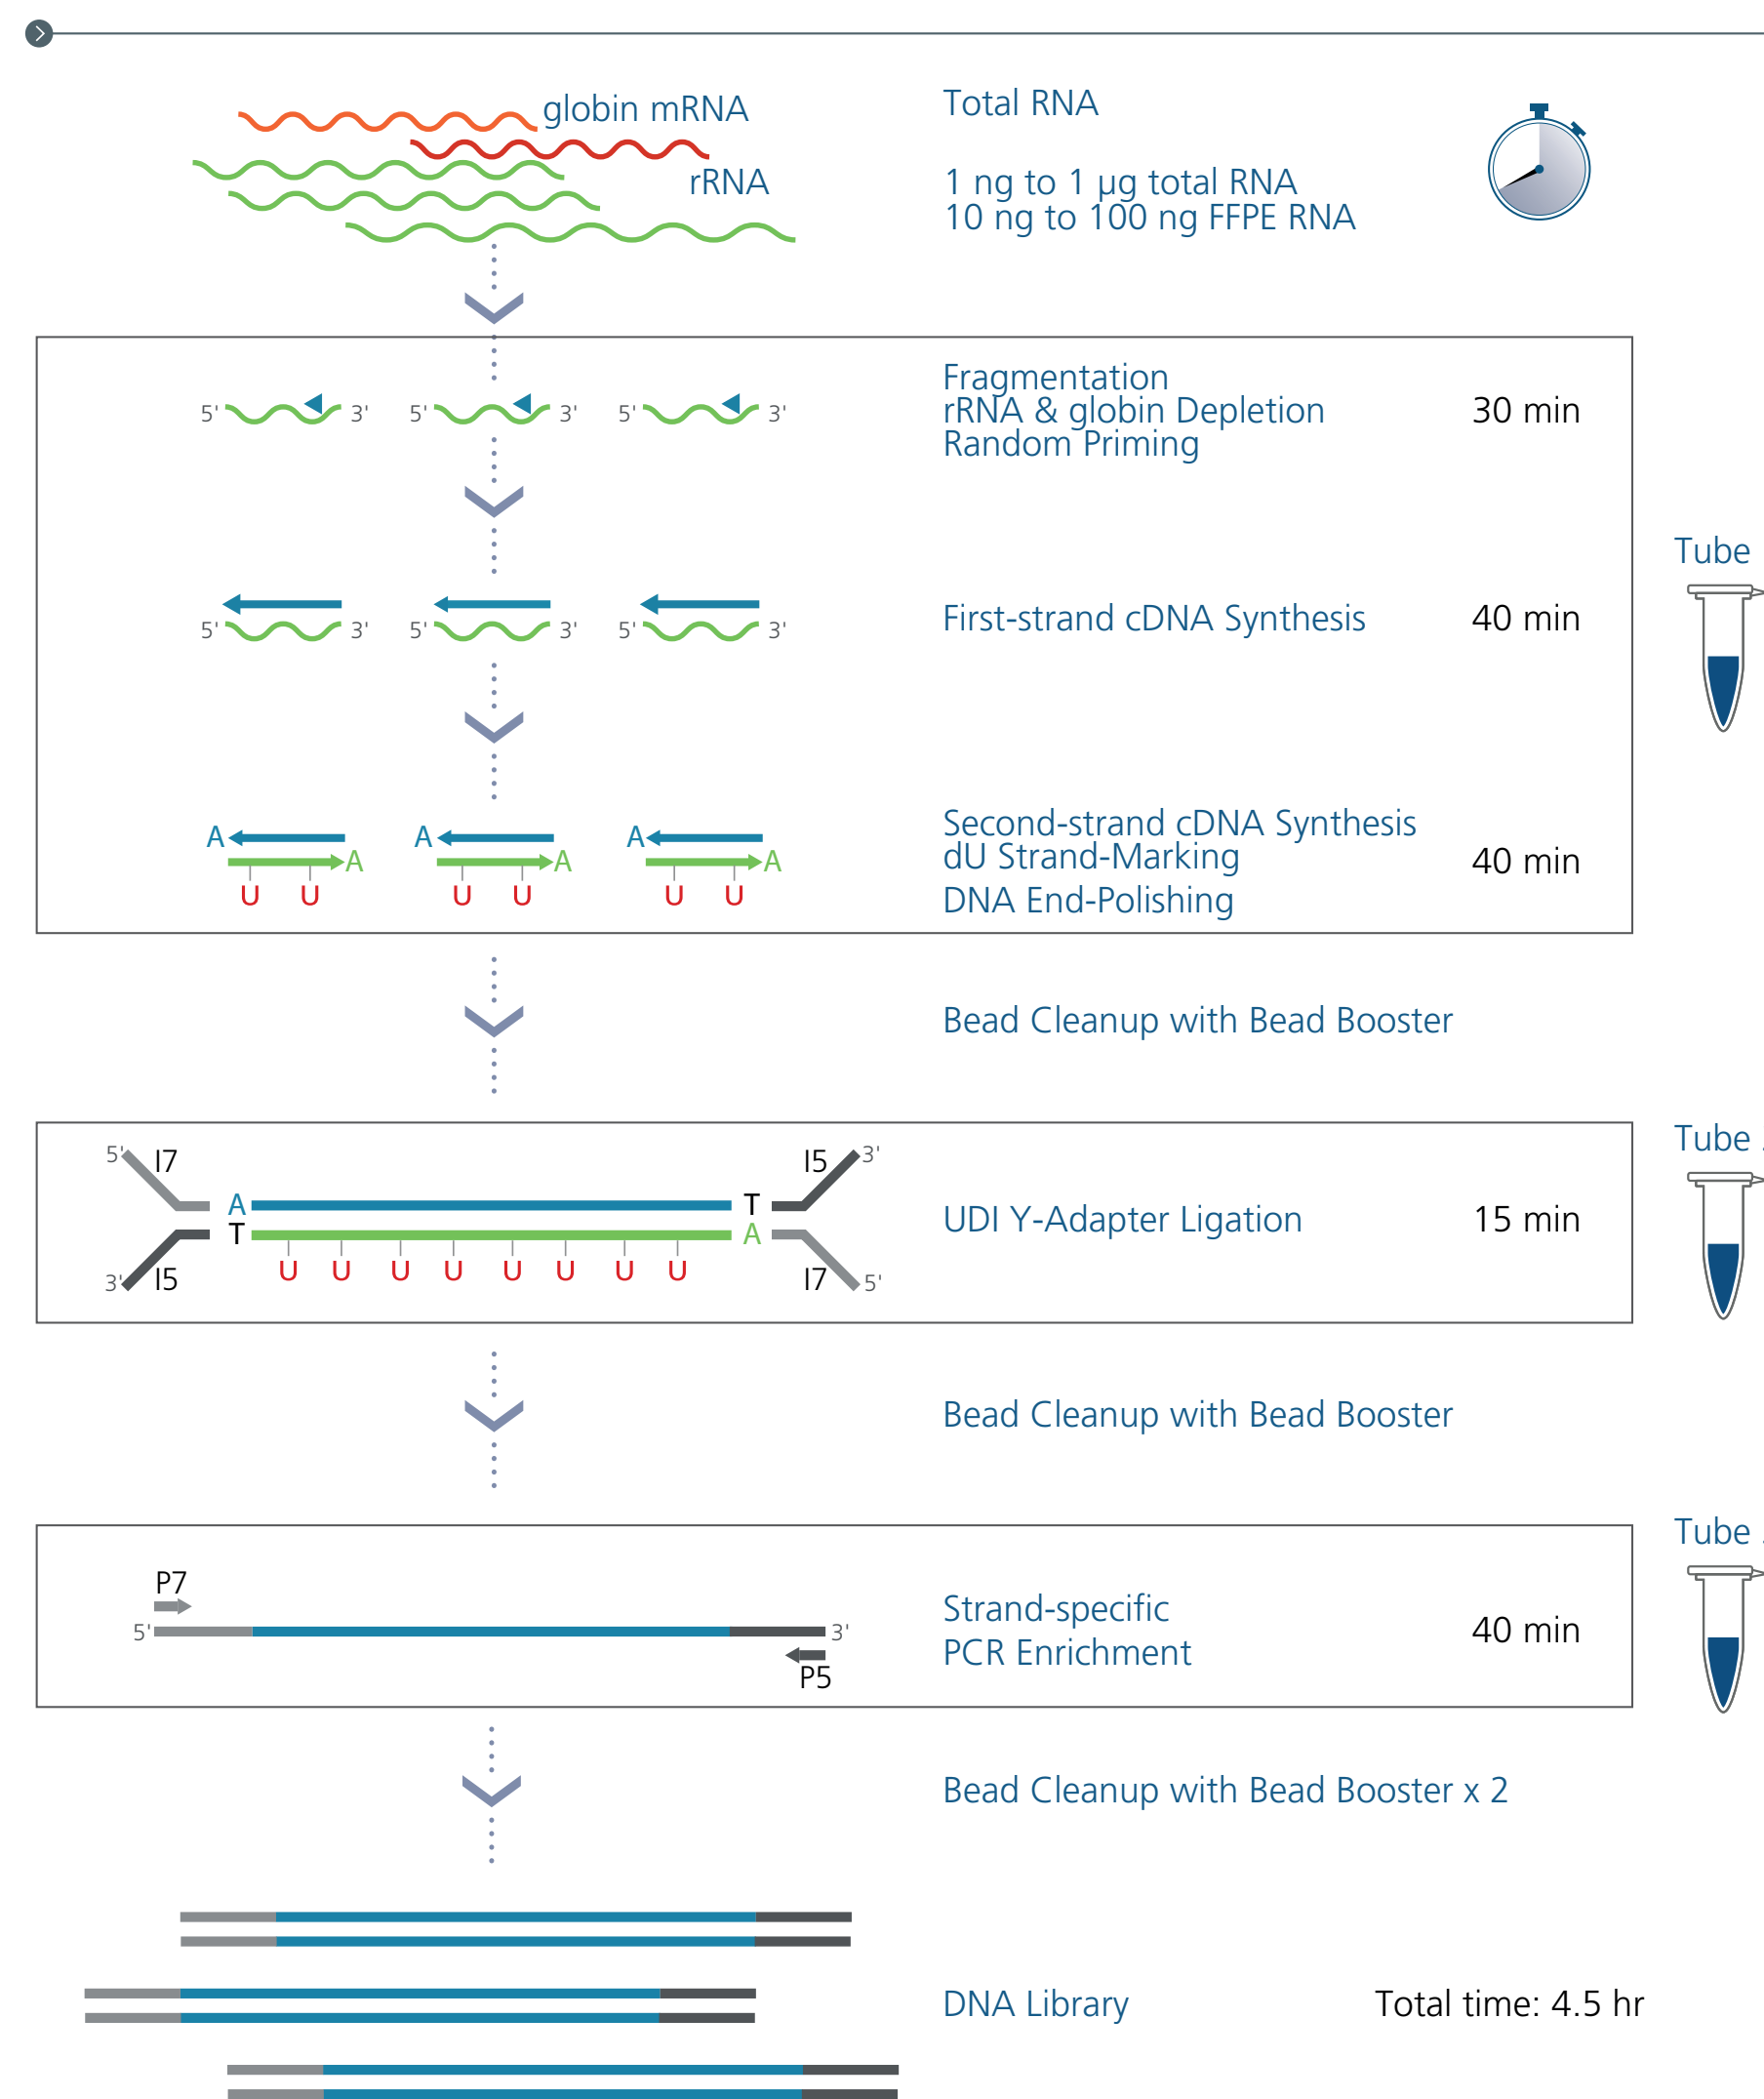 globin mRNA
Total RNA
rRNA
1 ng to 1 µg total RNA
10 ng to 100 ng FFPE RNA
Fragmentation
rRNA & globin Depletion
Random Priming
30 min
5' 3' 5' 3' 5' 3'
Tube
First-strand cDNA Synthesis
40 min
5' 3' 5' 3' 5' 3'
Second-strand cDNA Synthesis
dU Strand-Marking
DNA End-Polishing
40 min
A A A
A A A
U U U U U U
Bead Cleanup with Bead Booster
Tube
5' I7 I5 3'
A T
T A
U U U U U U U U
3' I5 I7 5'
UDI Y-Adapter Ligation
15 min
Bead Cleanup with Bead Booster
Tube
P7
5' 3'
P5
Strand-specific
PCR Enrichment
40 min
Bead Cleanup with Bead Booster x 2
DNA Library
Total time: 4.5 hr